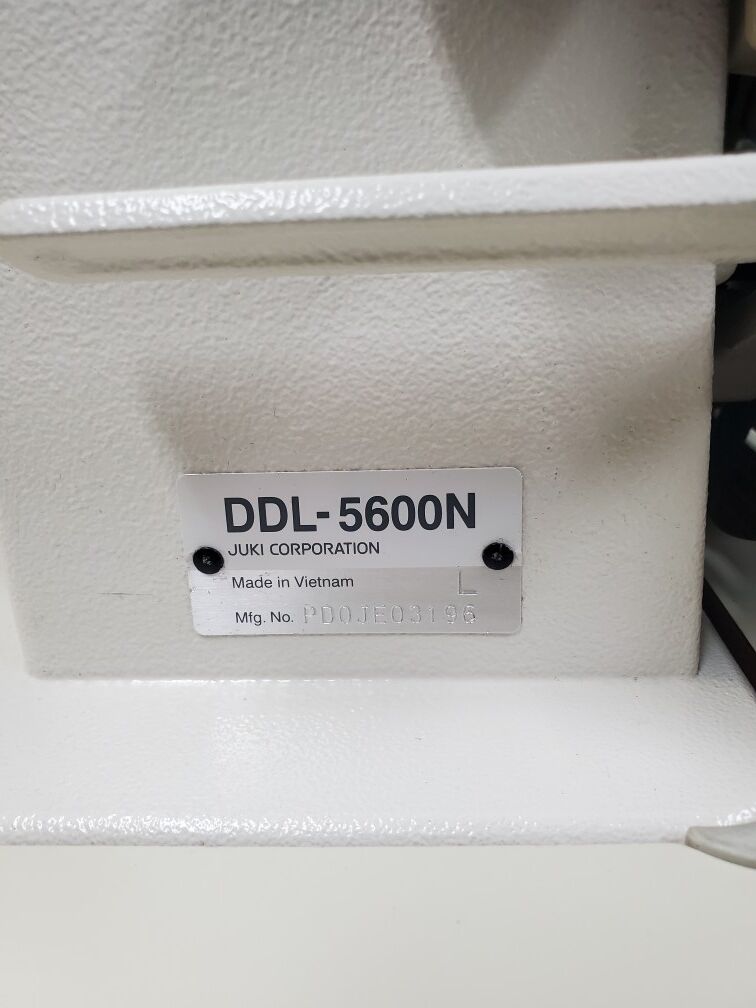 DDL-5600N
JUKI CORPORATION
Made in Vietnam L
Mfg. No. PD0JE03196